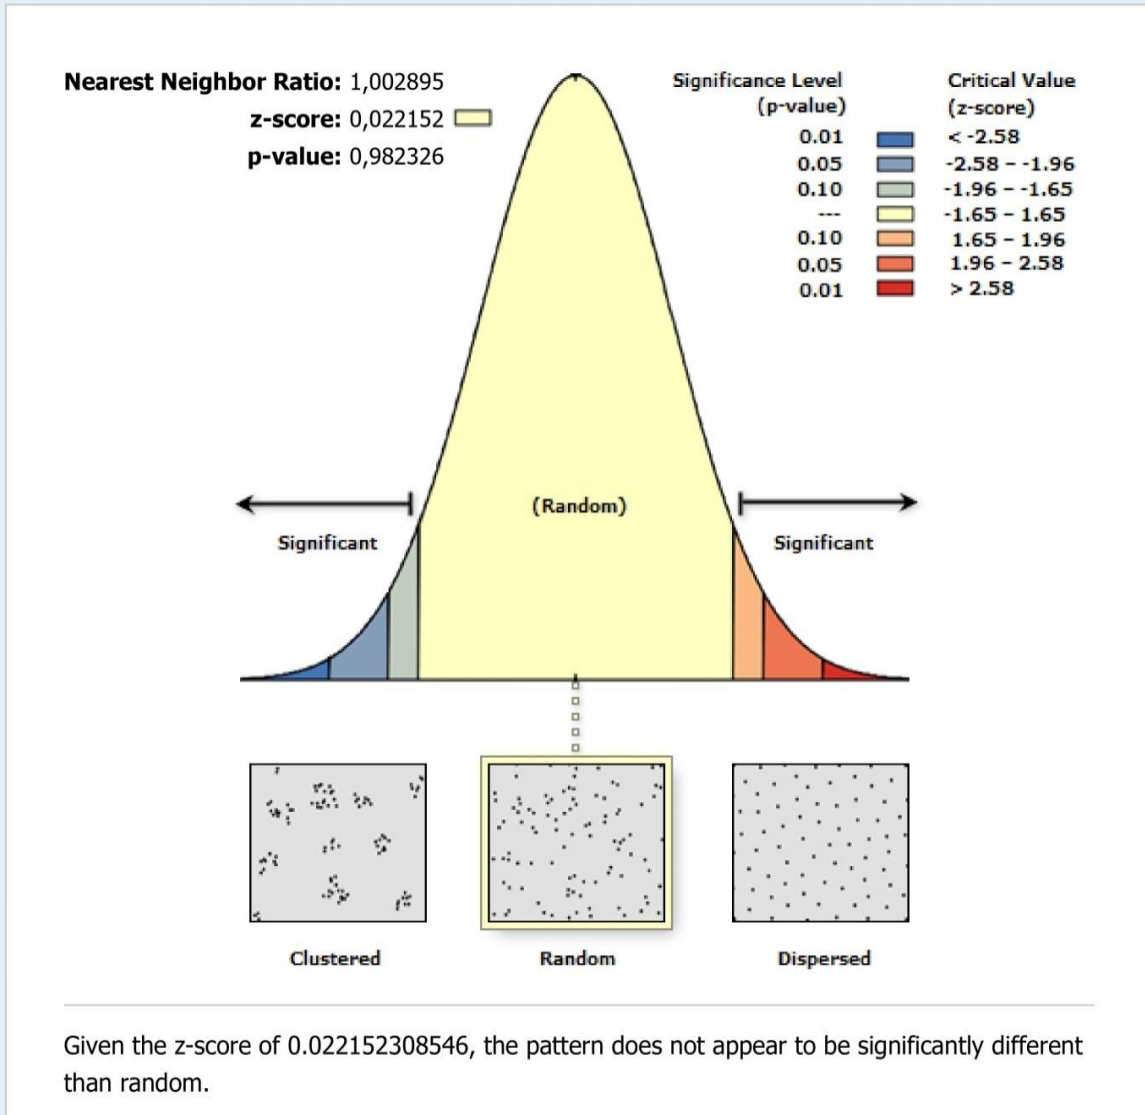 Nearest Neighbor Ratio: 1,002895
z-score: 0,022152
p-value: 0,982326
Significance Level
(p-value)
Critical Value
(z-score)
0.01 < -2.58
0.05 -2.58 - -1.96
0.10 -1.96 - -1.65
--- -1.65 - 1.65
0.10 1.65 - 1.96
0.05 1.96 - 2.58
0.01 > 2.58
(Random)
Significant
Significant
Clustered
Random
Dispersed
Given the z-score of 0.022152308546, the pattern does not appear to be significantly different
than random.